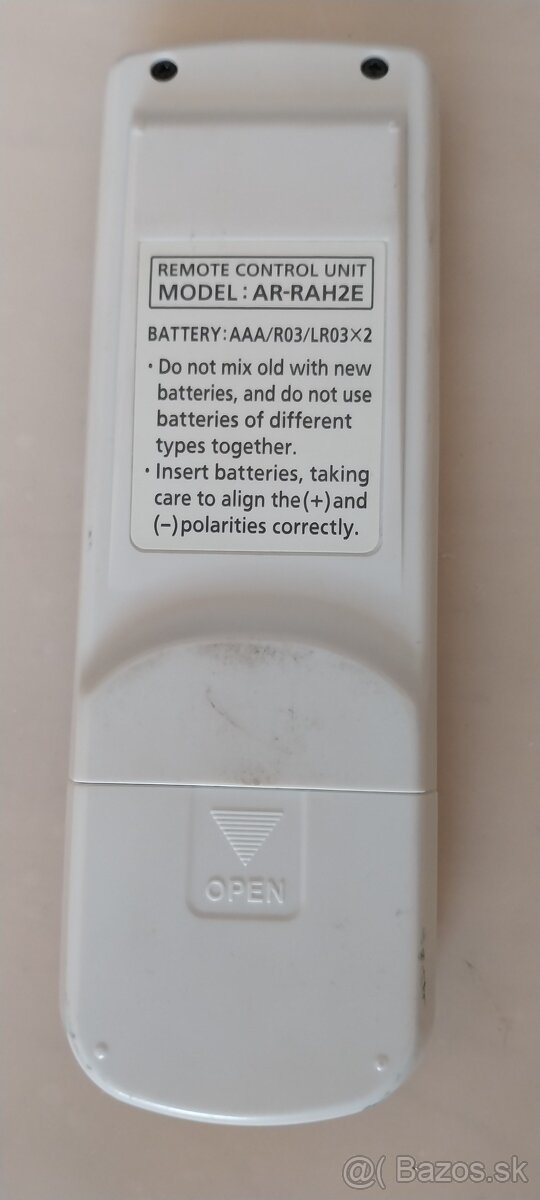 REMOTE CONTROL UNIT
MODEL : AR-RAH2E
BATTERY:AAA/R03/LR03×2
· Do not mix old with new
batteries, and do not use
batteries of different
types together.
· Insert batteries, taking
care to align the(+)and
(−)polarities correctly.
OPEN
@( Bazos.sk